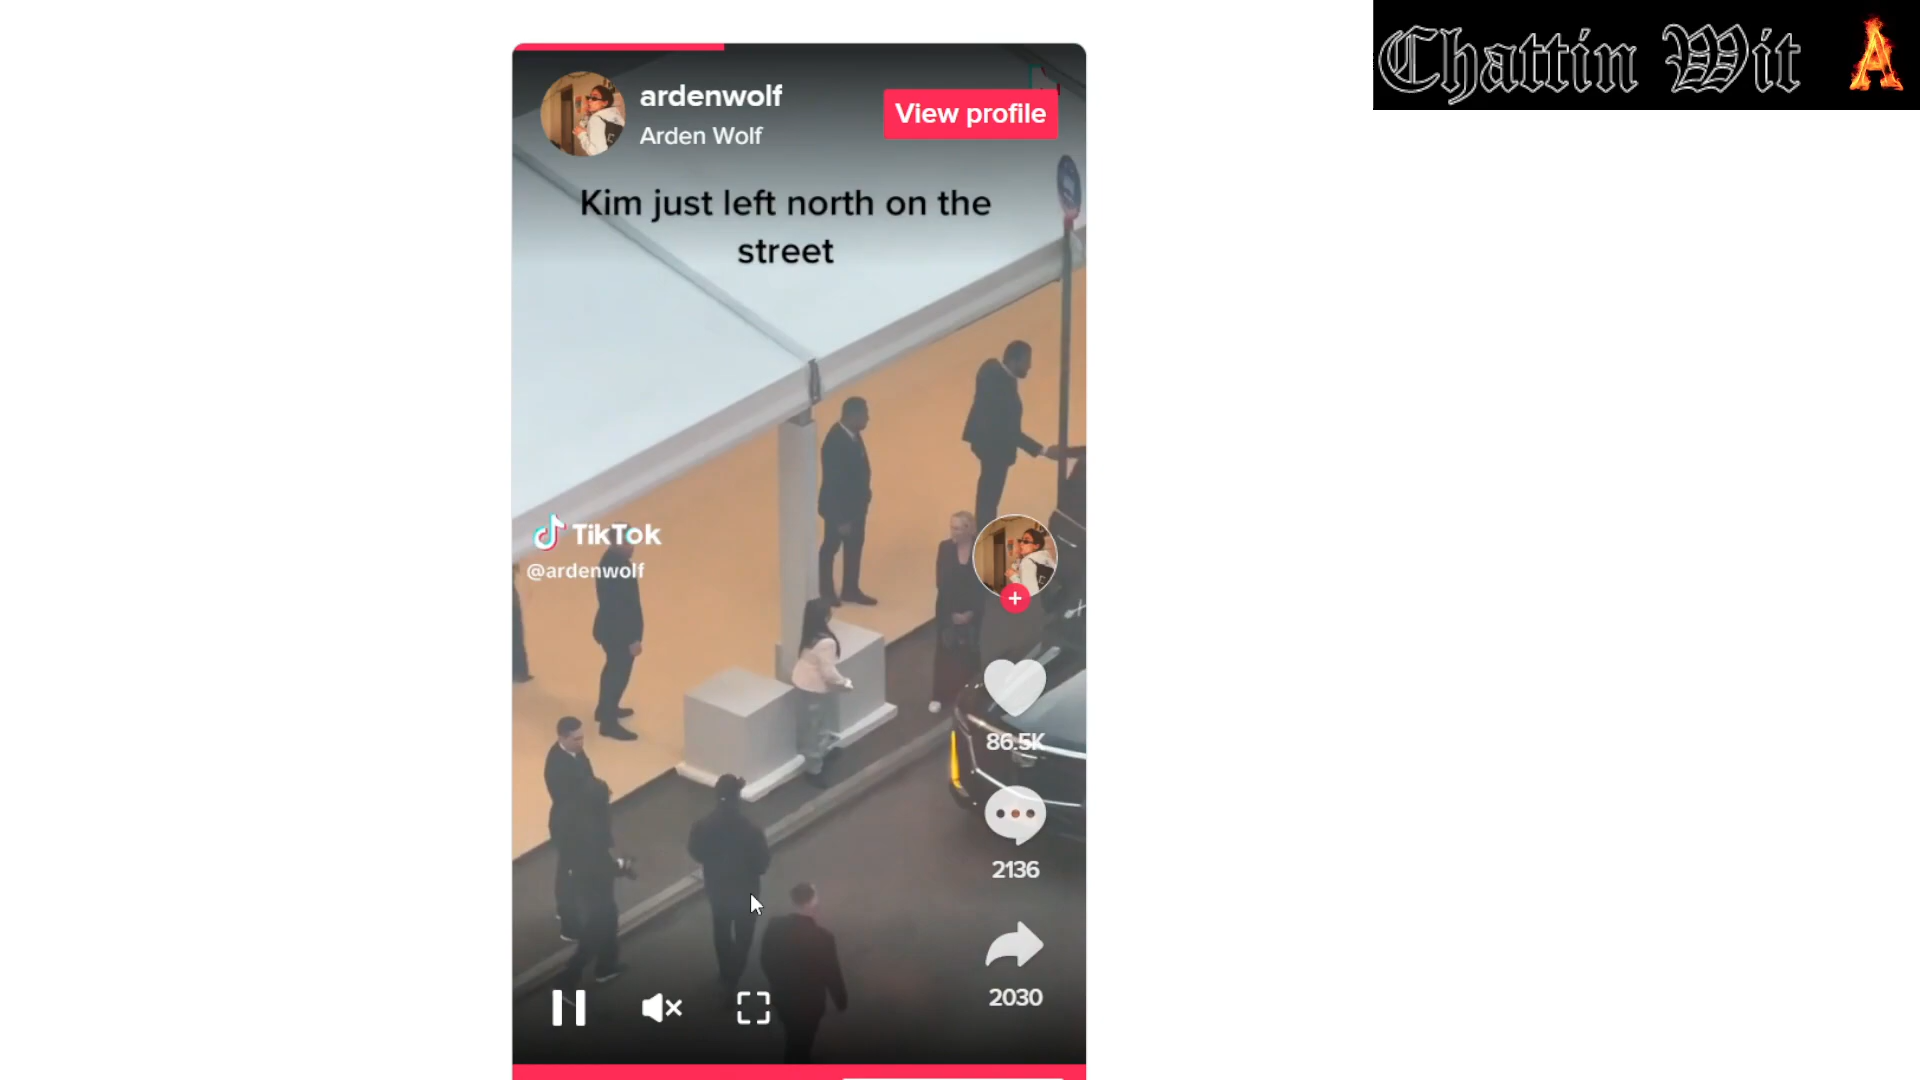 Chattin Wit A
ardenwolf
Arden Wolf
View profile
Kim just left north on the
street
TikTok
@ardenwolf
86.5K
2136
2030